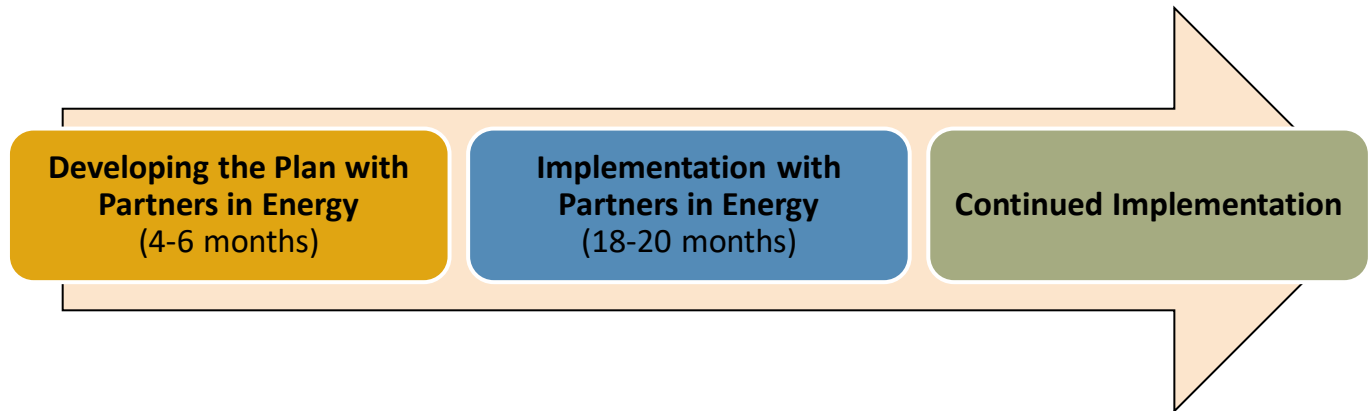 Developing the Plan with
Partners in Energy
(4-6 months)
Implementation with
Partners in Energy
(18-20 months)
Continued Implementation